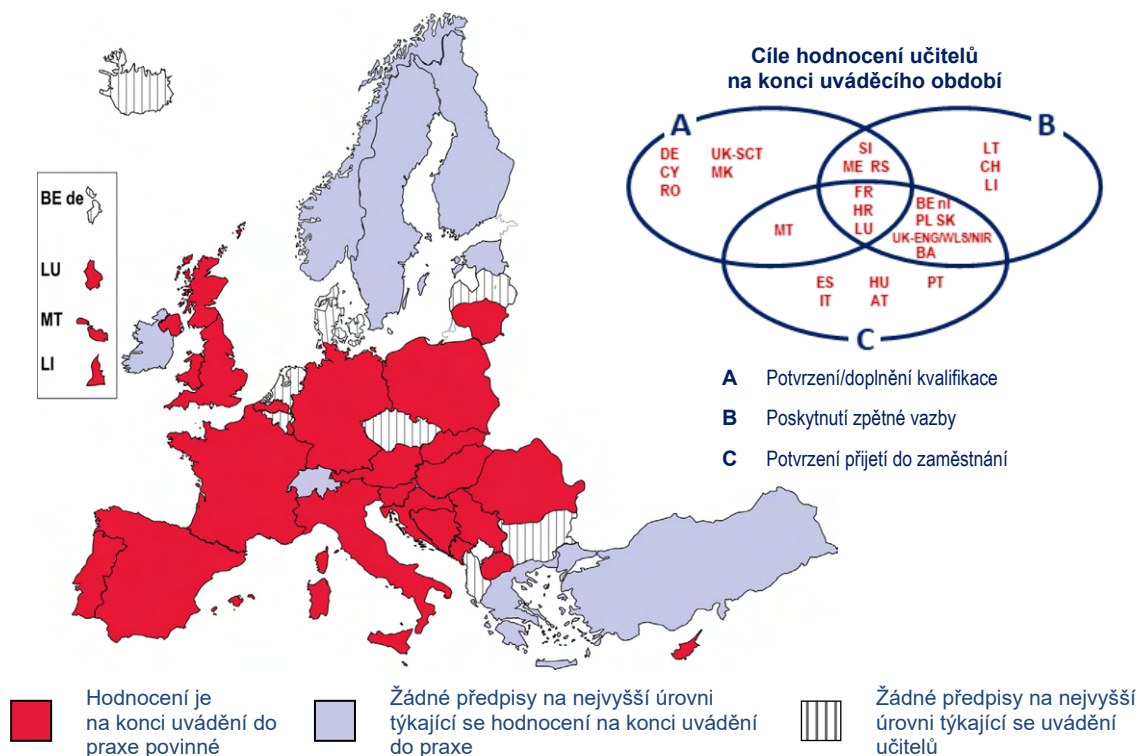 Cíle hodnocení učitelů
na konci uváděcího období
A
B
DE
UK-SCT
CY
MK
RO
SI
ME RS
FR
HR
LU
LT
CH
LI
BE nl
PL SK
UK-ENG/WLS/NIR
BA
MT
ES
HU
PT
IT
AT
C
A Potvrzení/doplnění kvalifikace
B Poskytnutí zpětné vazby
C Potvrzení přijetí do zaměstnání
BE de
LU
MT
LI
Hodnocení je
na konci uvádění do
praxe povinné
Žádné předpisy na nejvyšší úrovni
týkající se hodnocení na konci uvádění
do praxe
Žádné předpisy na nejvyšší
úrovni týkající se uvádění
učitelů